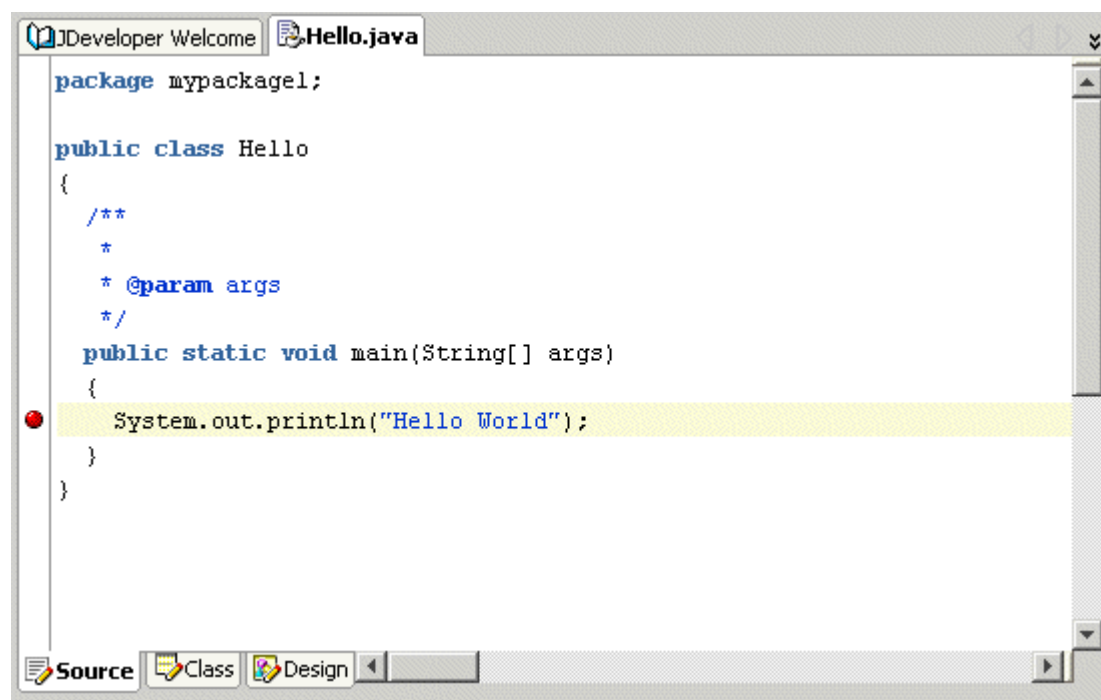 JDeveloper Welcome Hello.java
package mypackage1;
public class Hello
{
/**
*
* @param args
*/
public static void main(String[] args)
{
System.out.println("Hello World");
}
}
Source Class Design